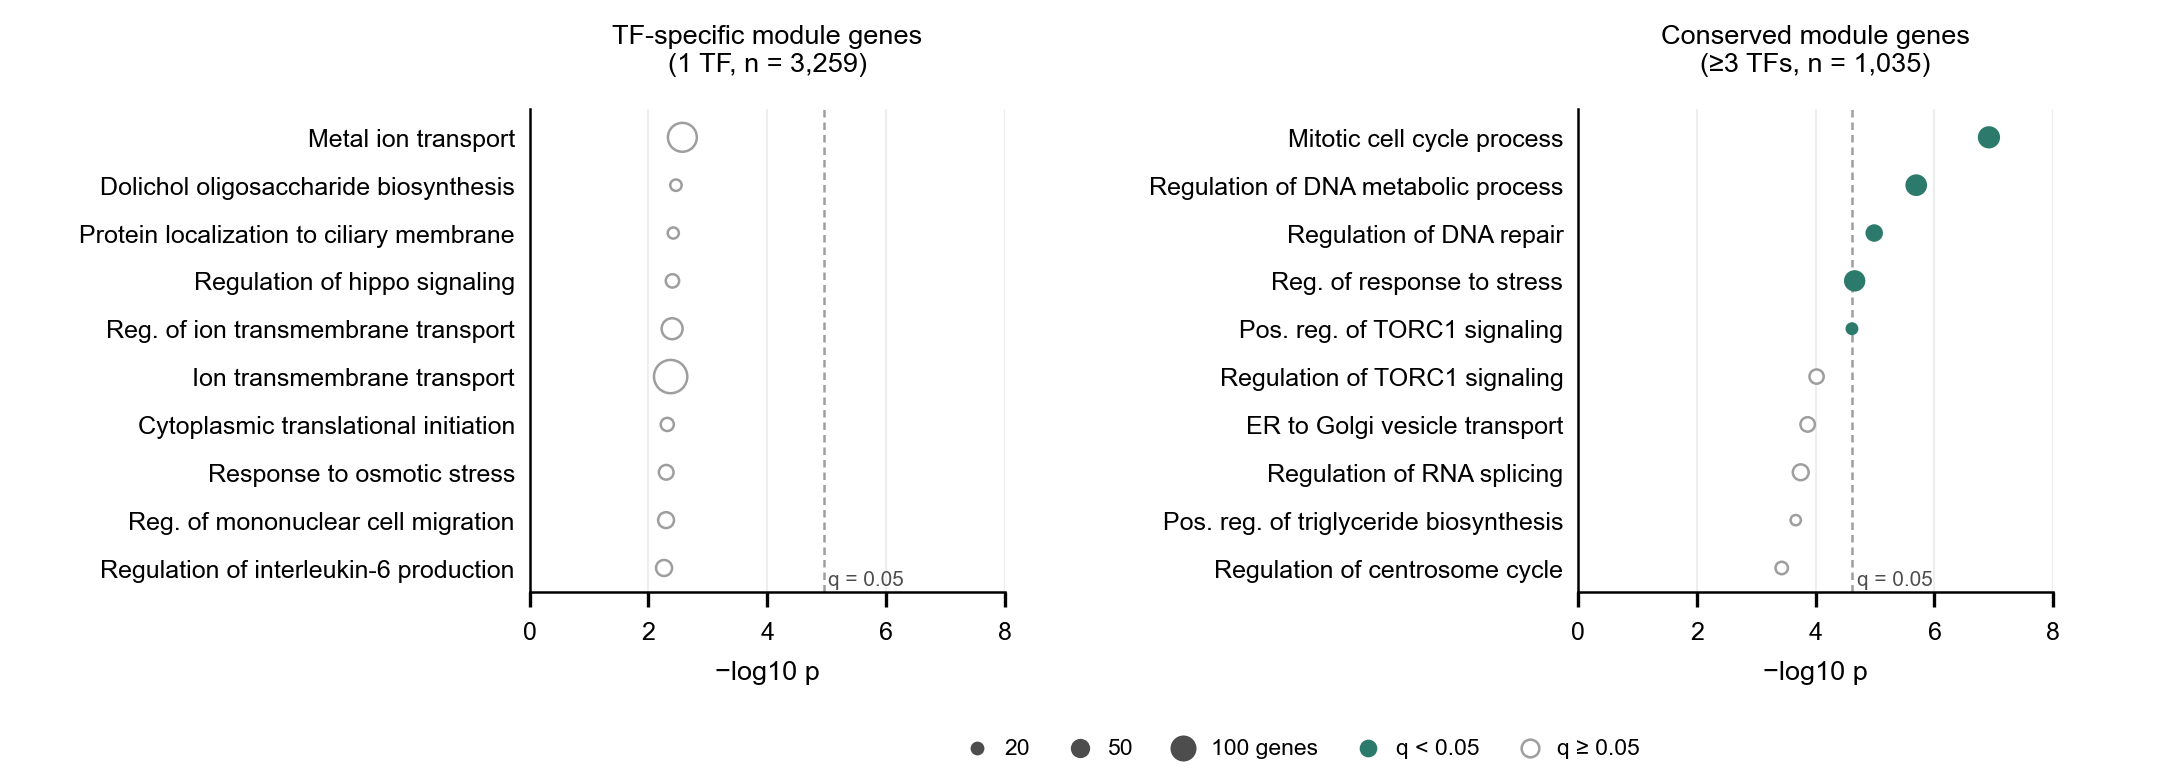 TF-specific module genes
(1 TF, n = 3,259)
Metal ion transport
Dolichol oligosaccharide biosynthesis
Protein localization to ciliary membrane
Regulation of hippo signaling
Reg. of ion transmembrane transport
Ion transmembrane transport
Cytoplasmic translational initiation
Response to osmotic stress
Reg. of mononuclear cell migration
Regulation of interleukin-6 production
q = 0.05
0 2 4 6 8
−log10 p
Conserved module genes
(≥3 TFs, n = 1,035)
Mitotic cell cycle process
Regulation of DNA metabolic process
Regulation of DNA repair
Reg. of response to stress
Pos. reg. of TORC1 signaling
Regulation of TORC1 signaling
ER to Golgi vesicle transport
Regulation of RNA splicing
Pos. reg. of triglyceride biosynthesis
Regulation of centrosome cycle
q = 0.05
0 2 4 6 8
−log10 p
20 50 100 genes q < 0.05 q ≥ 0.05